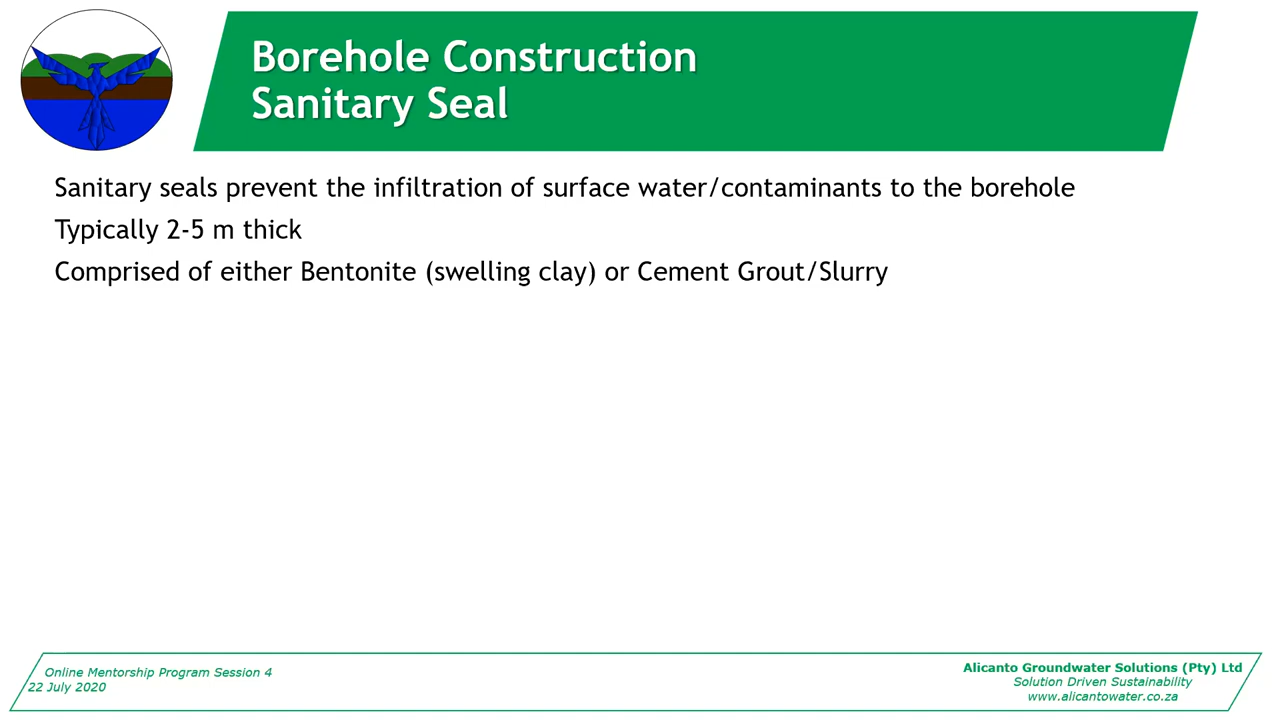 Borehole Construction
Sanitary Seal
Sanitary seals prevent the infiltration of surface water/contaminants to the borehole
Typically 2-5 m thick
Comprised of either Bentonite (swelling clay) or Cement Grout/Slurry
Online Mentorship Program Session 4
22 July 2020
Alicanto Groundwater Solutions (Pty) Ltd
Solution Driven Sustainability
www.alicantowater.co.za